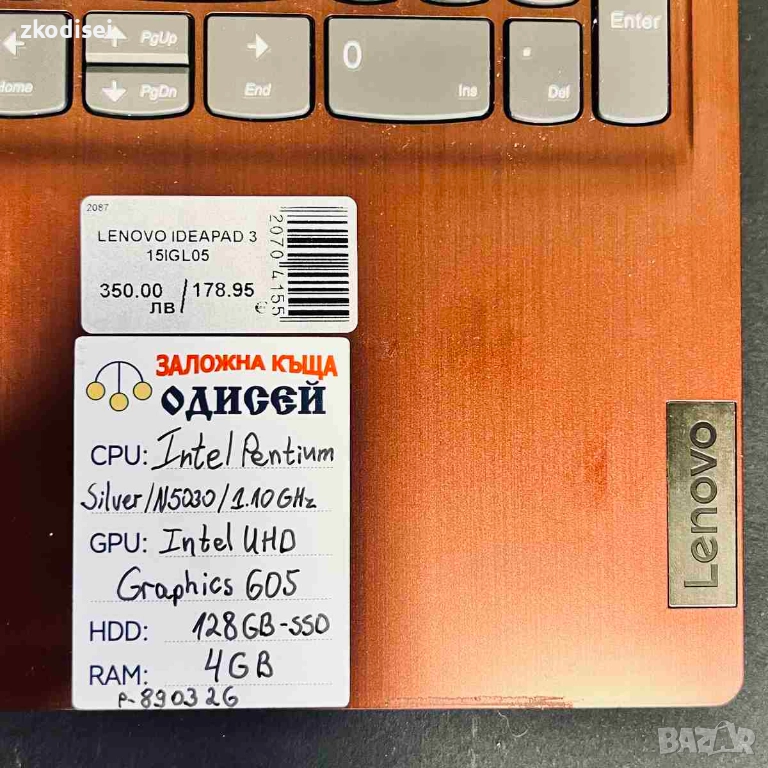 zkodisei
Home
PgUp
PgDn
End
0
Ins
.
Del
Enter
2087
LENOVO IDEAPAD 3
15IGL05
350.00 / 178.95
ЛВ €
20704155
ЗАЛОЖНА КЪЩА
ОДИСЕЙ
CPU: Intel Pentium
Silver/N5030/1.10GHz
GPU: Intel UHD
Graphics 605
HDD: 128GB-SSD
RAM: 4GB
P-890326
Lenovo
BAZAR